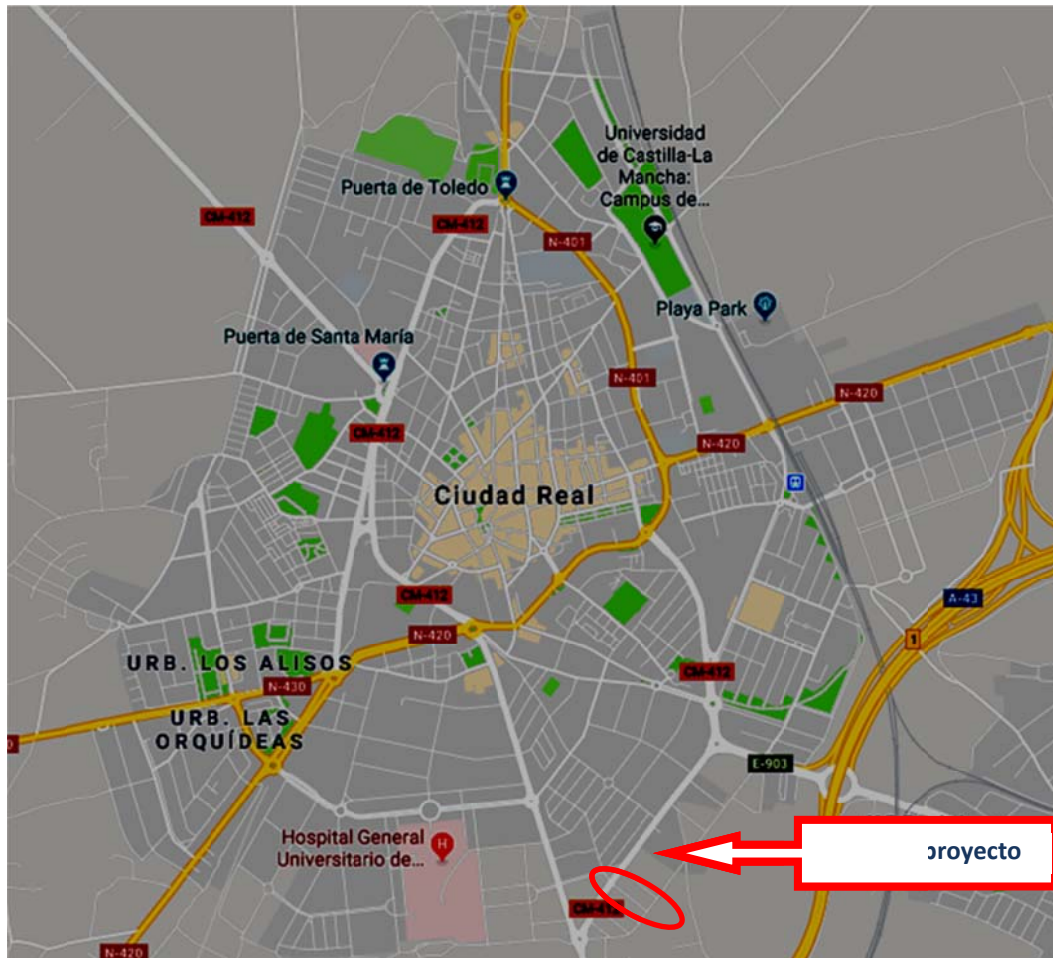 Universidad
de Castilla-La
Mancha:
Campus de...
Puerta de Toledo
CM-412
CM-412
N-401
Playa Park
Puerta de Santa María
N-401
N-420
CM-412
N-420
Ciudad Real
A-43
CM-412
1
N-420
URB. LOS ALISOS
CM-412
N-430
URB. LAS
ORQUÍDEAS
E-903
Hospital General
Universitario de...
H
proyecto
CM-412
N-420